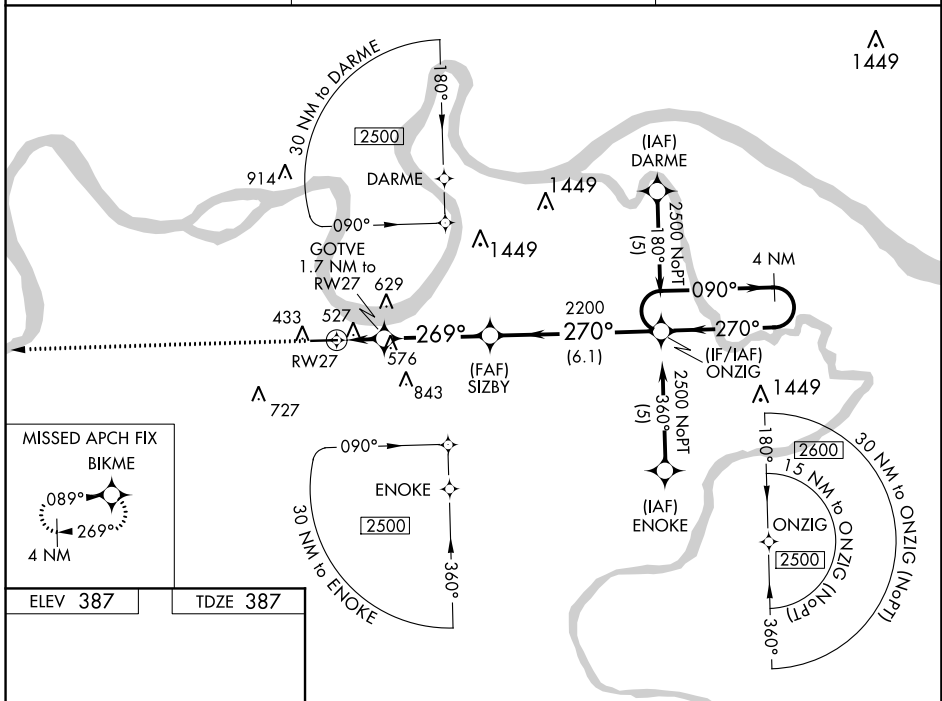 30 NM to DARME
180°
2500
DARME
090°
914
1449
1449
1449
(IAF)
DARME
2500 NoPT
180°
(5)
4 NM
090°
270°
GOTVE
1.7 NM to
RW27
629
433
527
RW27
576
269°
(FAF)
SIZBY
2200
270°
(6.1)
(IF/IAF)
ONZIG
843
727
1449
2500 NoPT
360°
(5)
(IAF)
ENOKE
MISSED APCH FIX
BIKME
089°
269°
4 NM
090°
ENOKE
2500
360°
30 NM to ENOKE
180°
2600
30 NM to ONZIG (NoPT)
15 NM to ONZIG (NoPT)
ONZIG
2500
360°
ELEV 387
TDZE 387